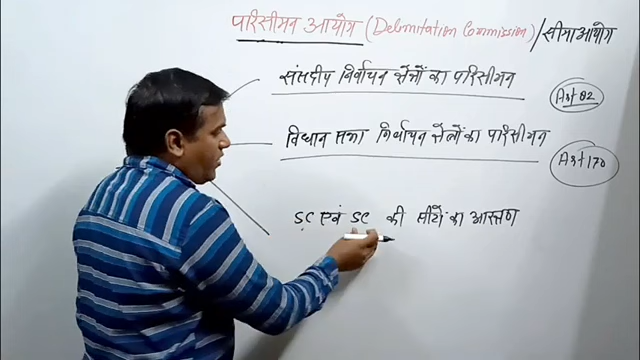 परिसीमन आयोग (Delimitation Commission) / सीमा आयोग
संसदीय निर्वाचन क्षेत्रों का परिसीमन Art 82
विधान सभा निर्वाचन क्षेत्रों का परिसीमन Art 170
SC एवं SC की सीटों का आरक्षण